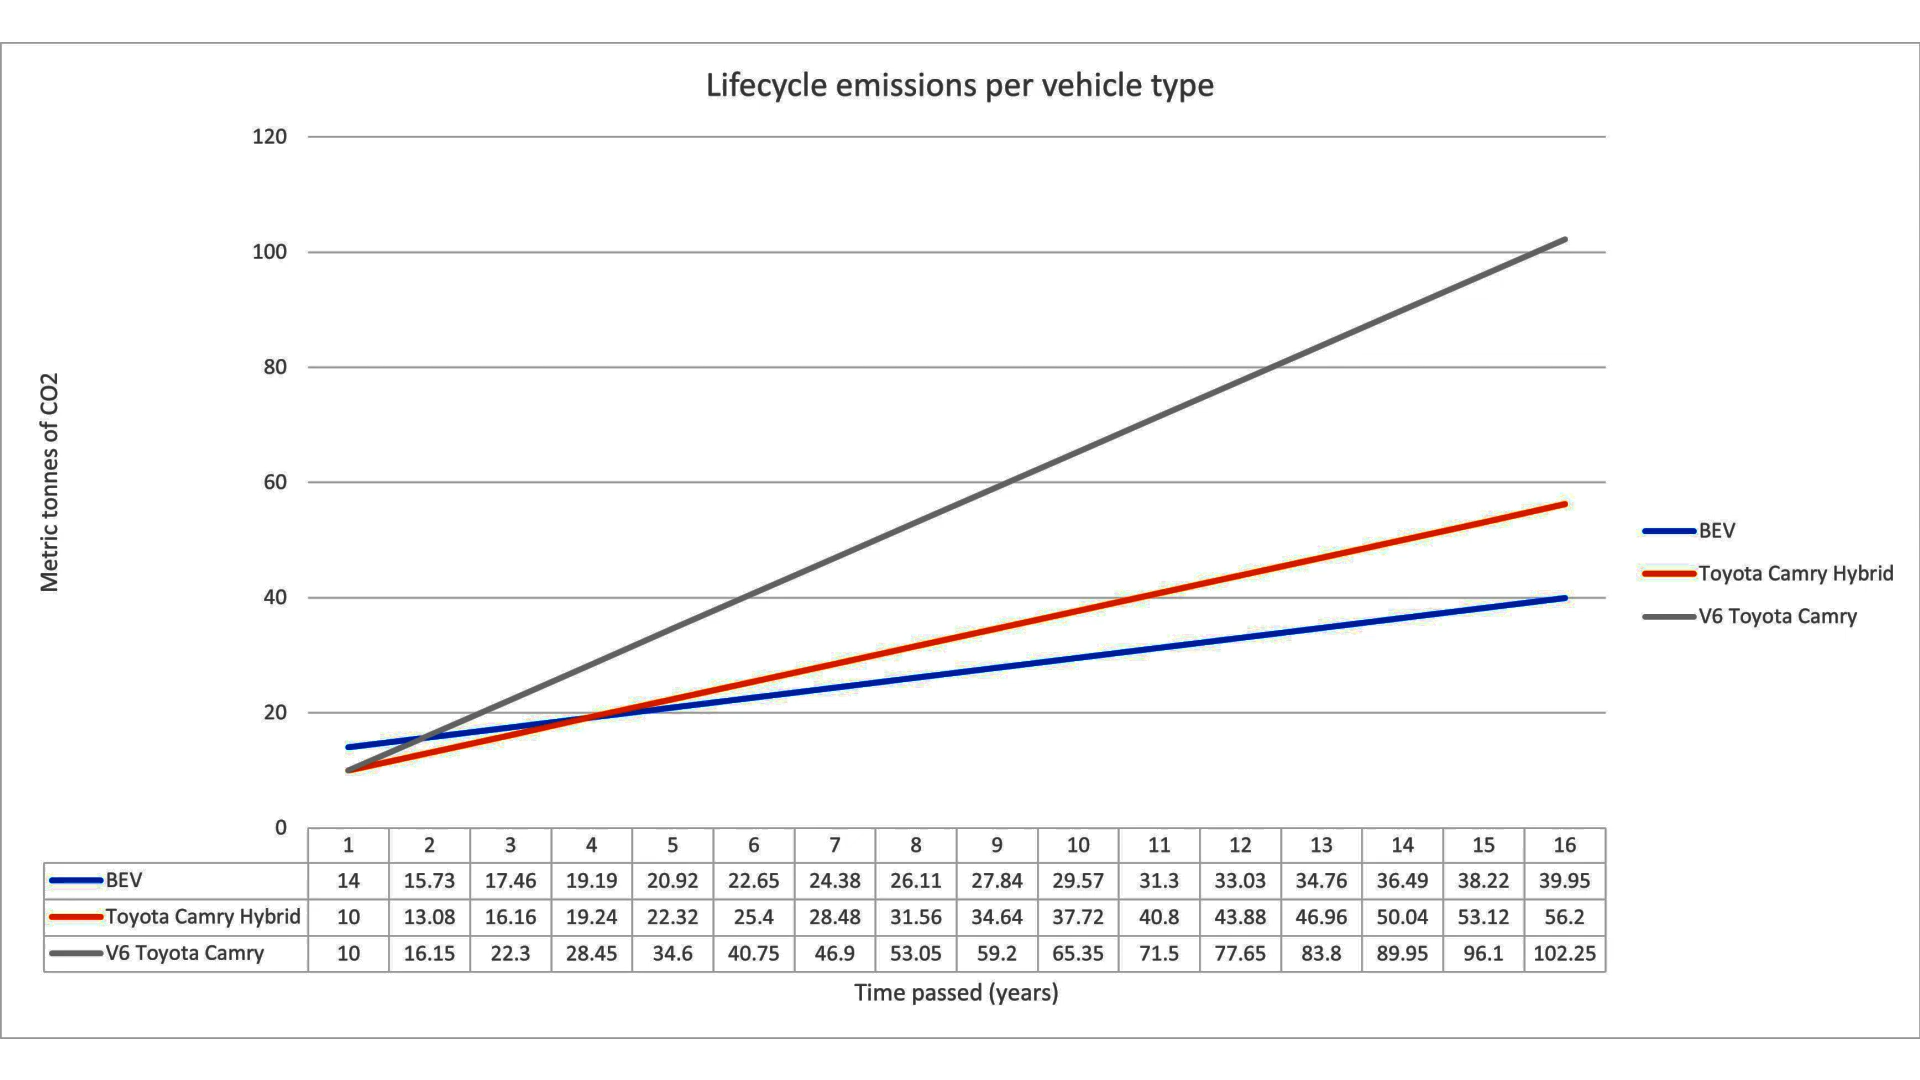 Lifecycle emissions per vehicle type
120
100
80
60
40
20
0
Metric tonnes of CO2
BEV
Toyota Camry Hybrid
V6 Toyota Camry
1 2 3 4 5 6 7 8 9 10 11 12 13 14 15 16
BEV 14 15.73 17.46 19.19 20.92 22.65 24.38 26.11 27.84 29.57 31.3 33.03 34.76 36.49 38.22 39.95
Toyota Camry Hybrid 10 13.08 16.16 19.24 22.32 25.4 28.48 31.56 34.64 37.72 40.8 43.88 46.96 50.04 53.12 56.2
V6 Toyota Camry 10 16.15 22.3 28.45 34.6 40.75 46.9 53.05 59.2 65.35 71.5 77.65 83.8 89.95 96.1 102.25
Time passed (years)